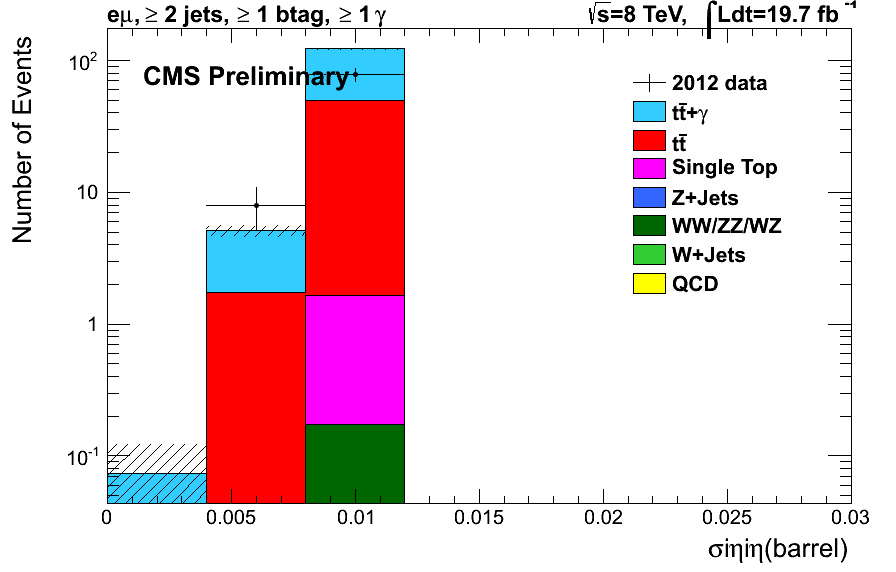 eμ, ≥ 2 jets, ≥ 1 btag, ≥ 1 γ
√s=8 TeV, ∫Ldt=19.7 fb⁻¹
Number of Events
CMS Preliminary
2012 data
tt̄+γ
tt̄
Single Top
Z+Jets
WW/ZZ/WZ
W+Jets
QCD
10²
10
1
10⁻¹
0 0.005 0.01 0.015 0.02 0.025 0.03
σiηiη(barrel)